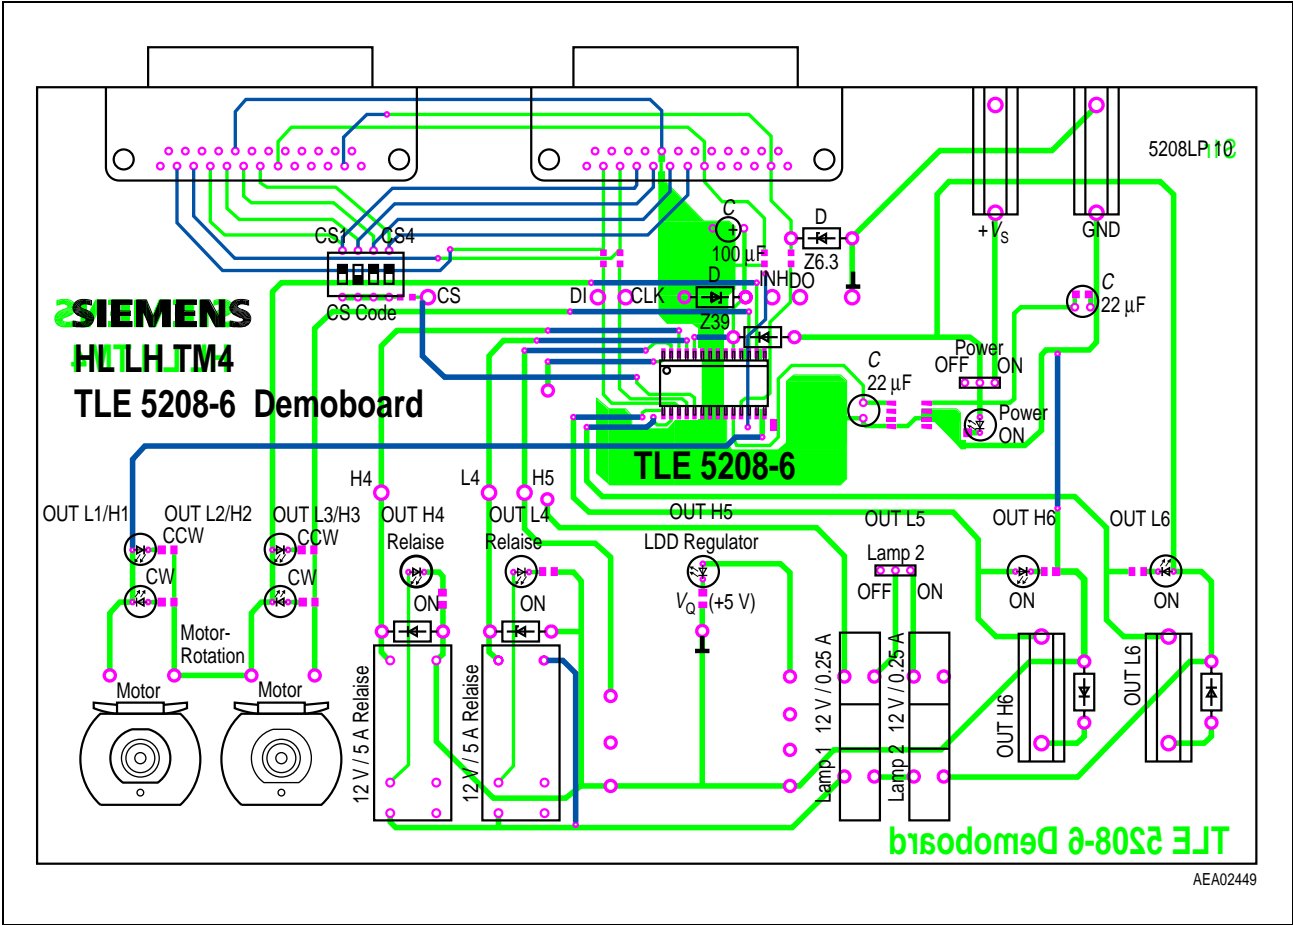 5208LP 10
CS1 CS4
C
+
100 µF
D
Z6.3
+VS
GND
CS
CS Code
DI
CLK
D
Z39
INH
DO
C
22 µF
SIEMENS
HL LH TM4
TLE 5208-6 Demoboard
Power
OFF ON
C
22 µF
Power
ON
TLE 5208-6
H4
L4
H5
OUT L1/H1
OUT L2/H2
CCW
CW
OUT L3/H3
CCW
CW
OUT H4
Relaise
ON
OUT L4
Relaise
ON
OUT H5
LDD Regulator
VQ (+5 V)
OUT L5
Lamp 2
OFF ON
OUT H6
ON
OUT L6
ON
Motor-
Rotation
Motor
Motor
12 V / 5 A Relaise
12 V / 5 A Relaise
Lamp 1 12 V / 0.25 A
Lamp 2 12 V / 0.25 A
OUT H6
OUT L6
TLE 5208-6 Demoboard
AEA02449